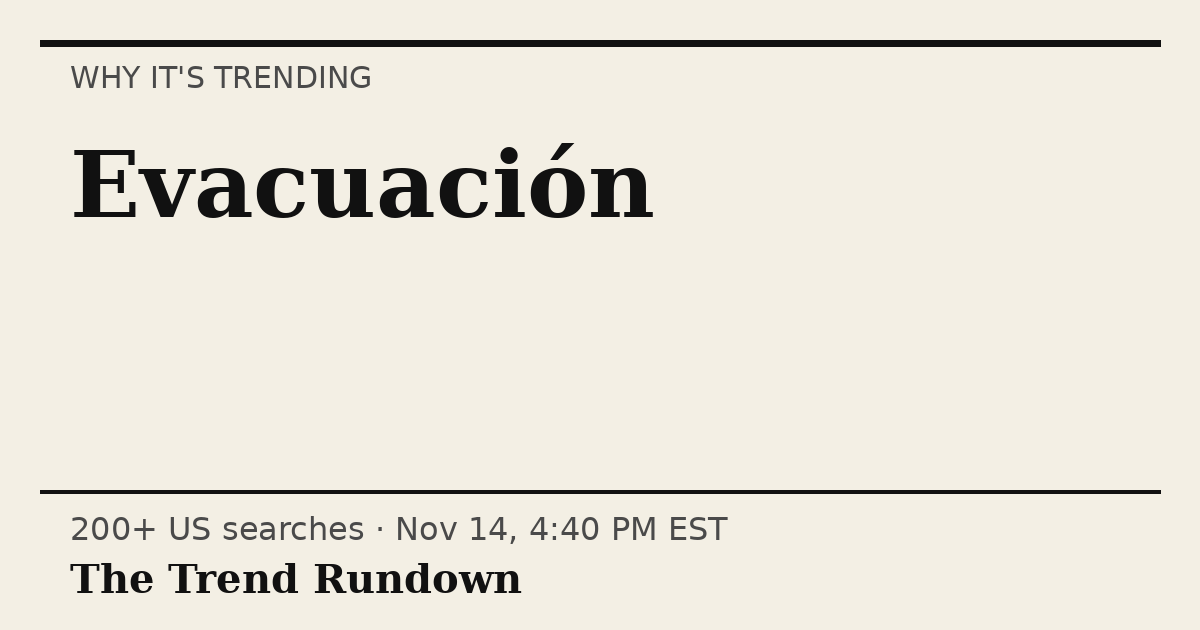 WHY IT'S TRENDING
Evacuación
200+ US searches · Nov 14, 4:40 PM EST
The Trend Rundown